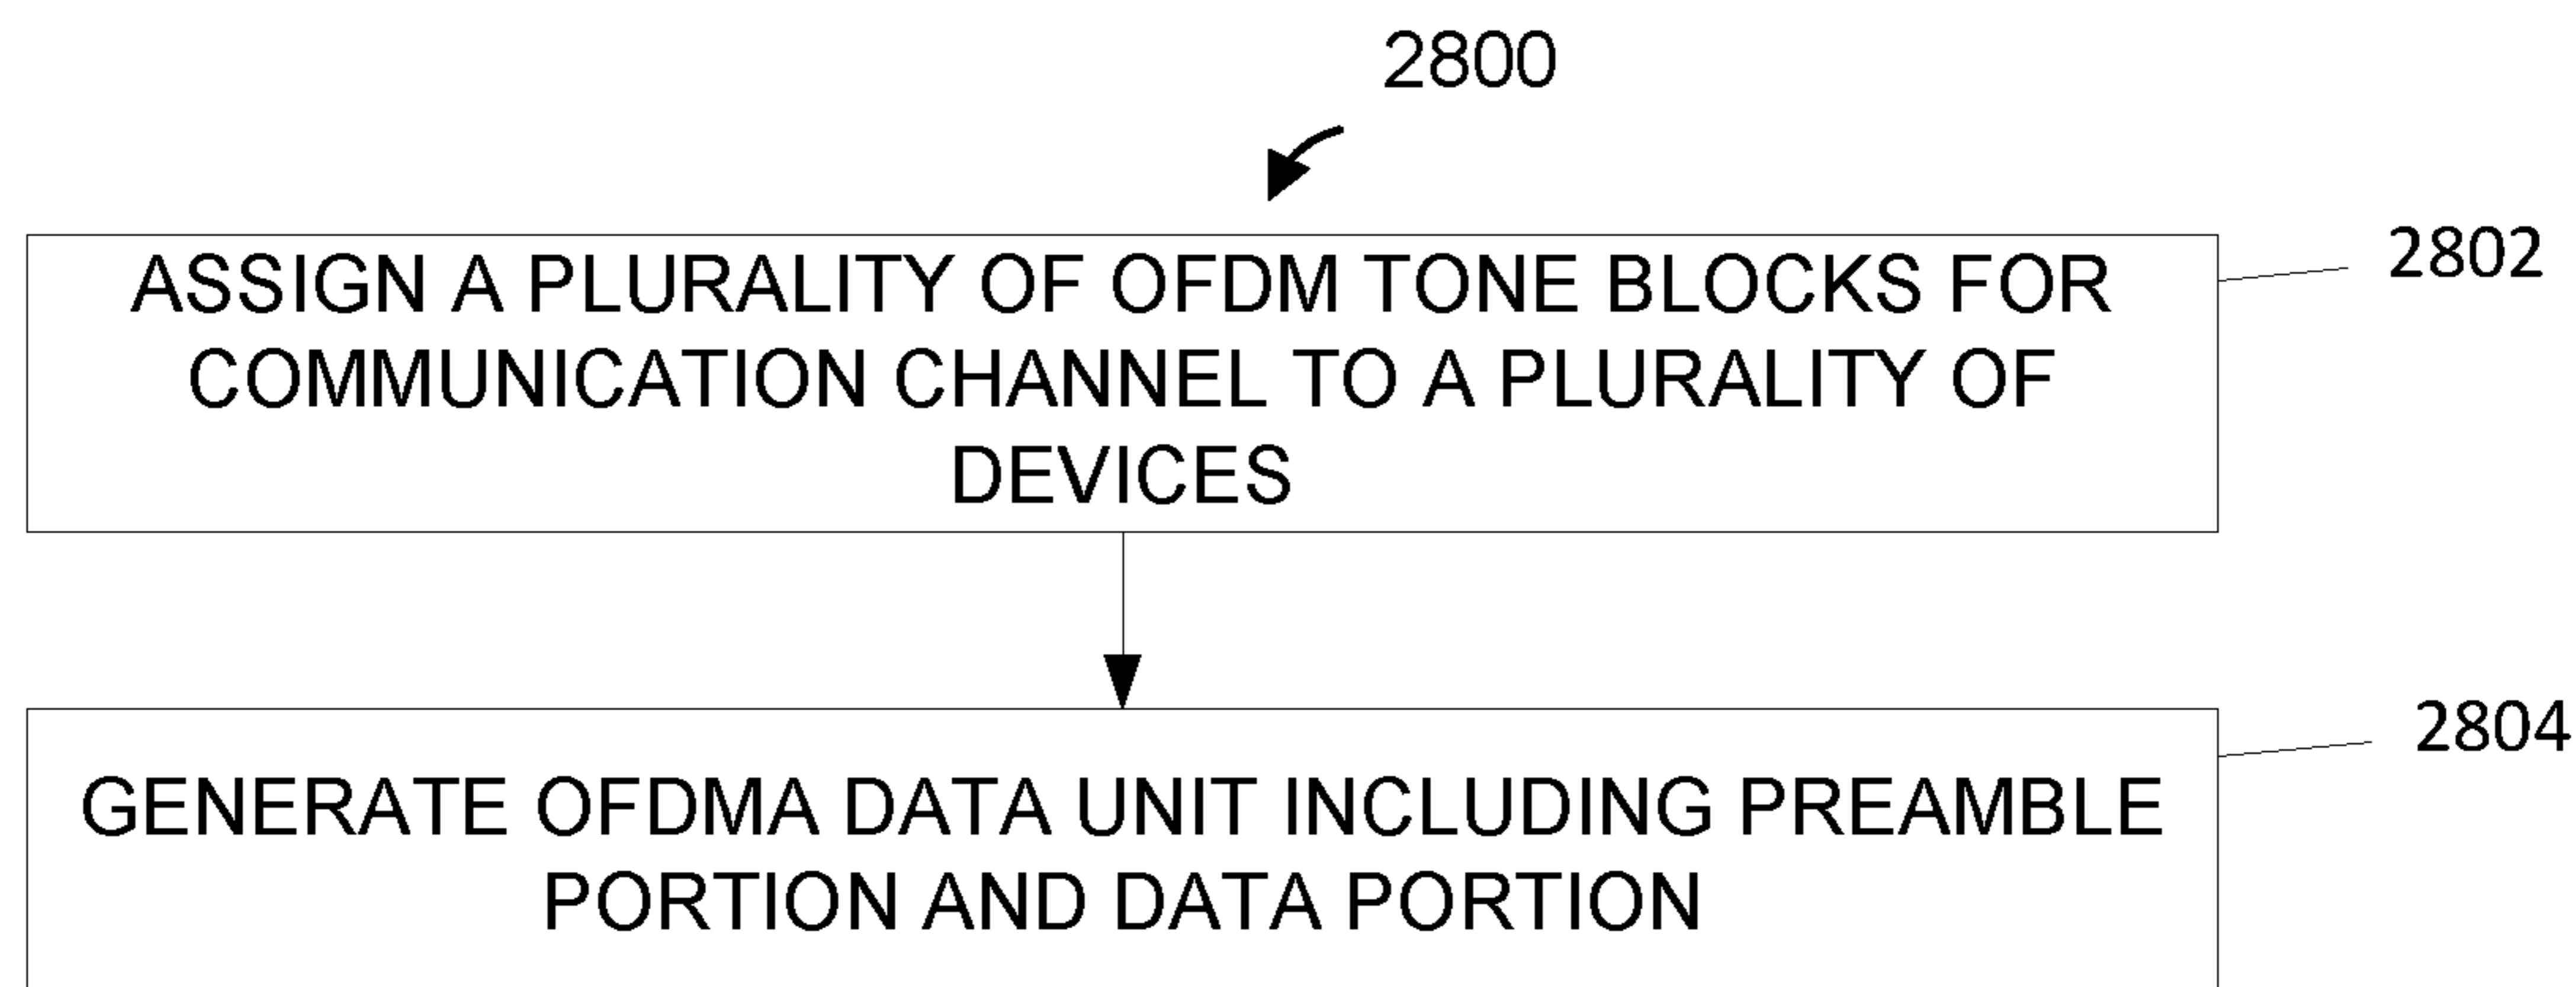 2800
ASSIGN A PLURALITY OF OFDM TONE BLOCKS FOR
2802
COMMUNICATION CHANNEL TO A PLURALITY OF
DEVICES
2804
GENERATE OFDMA DATA UNIT INCLUDING PREAMBLE
PORTION AND DATA PORTION